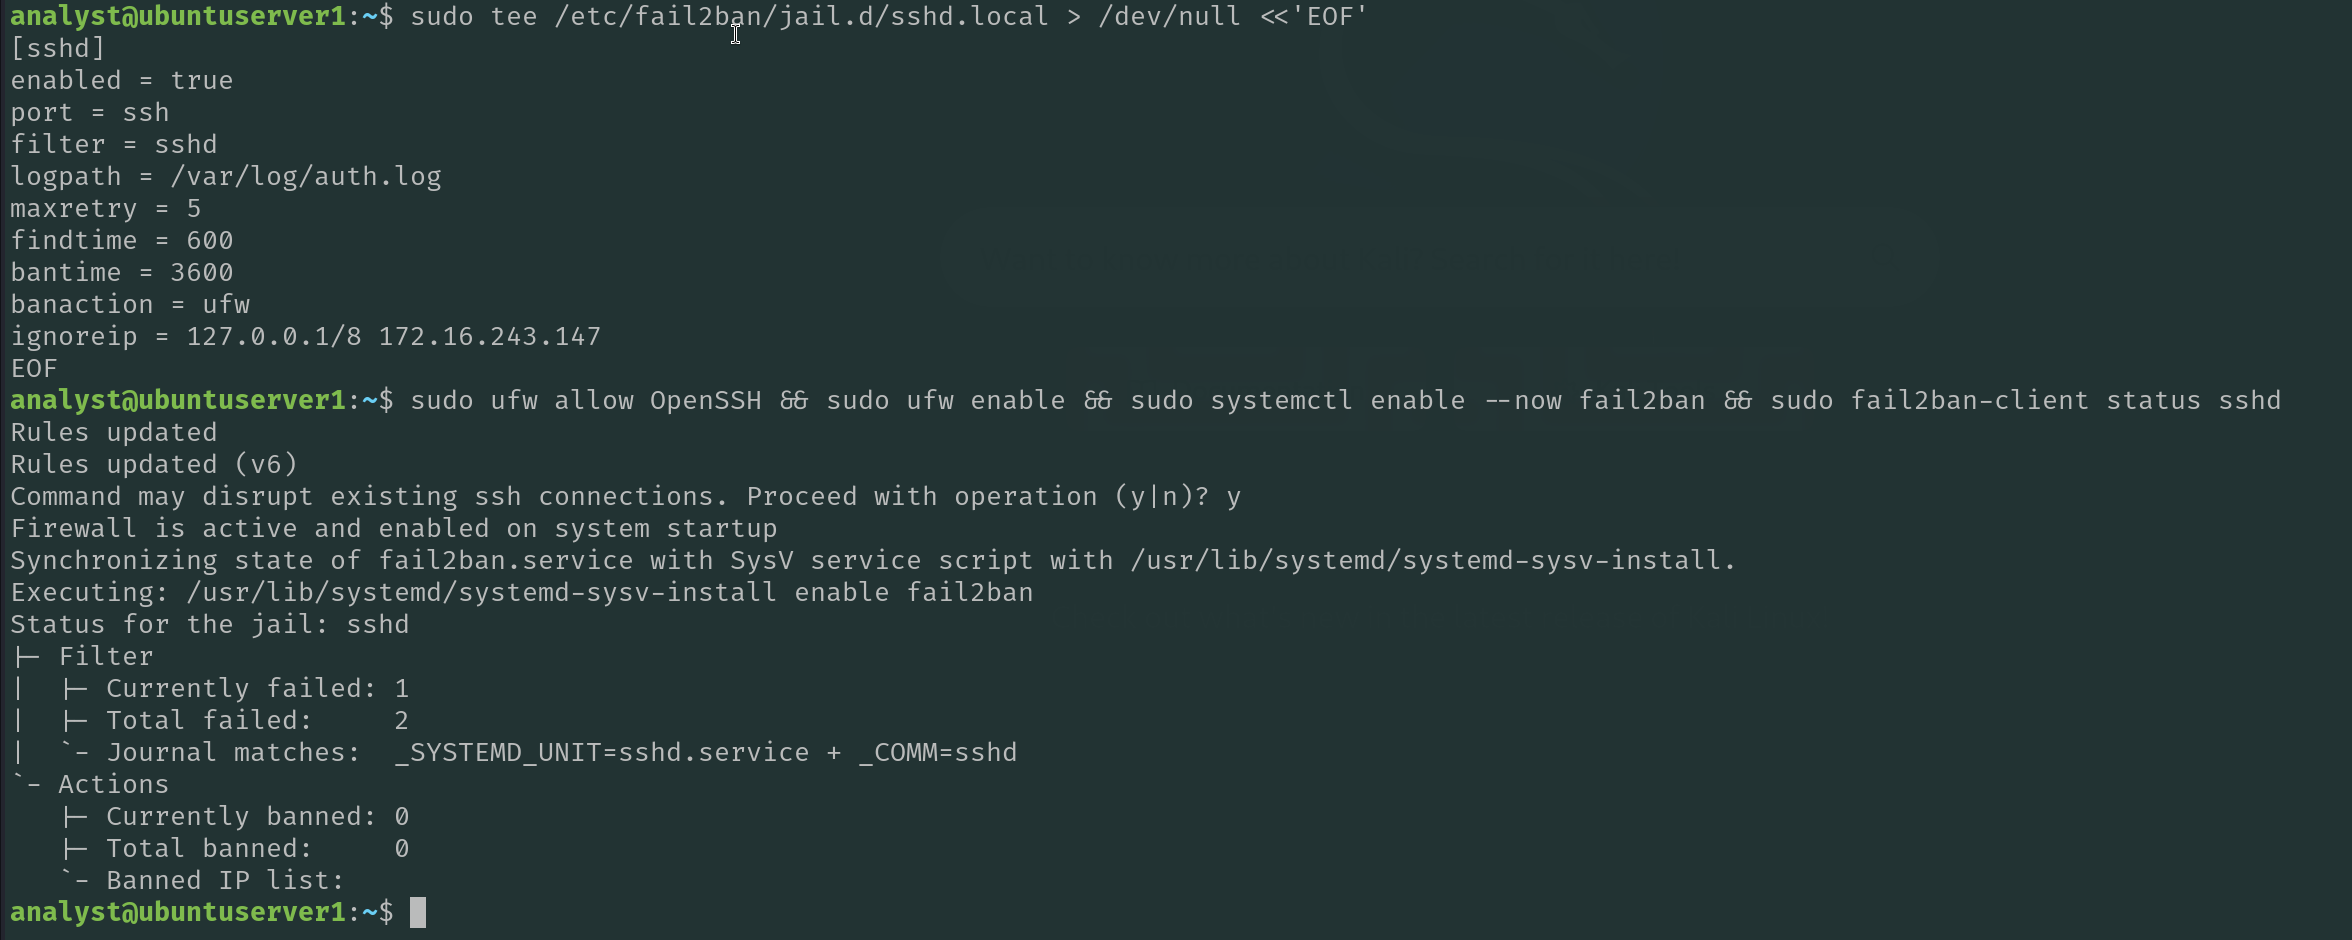 analyst@ubuntuserver1:~$ sudo tee /etc/fail2ban/jail.d/sshd.local > /dev/null <<'EOF'
[sshd]
enabled = true
port = ssh
filter = sshd
logpath = /var/log/auth.log
maxretry = 5
findtime = 600
bantime = 3600
banaction = ufw
ignoreip = 127.0.0.1/8 172.16.243.147
EOF
analyst@ubuntuserver1:~$ sudo ufw allow OpenSSH && sudo ufw enable && sudo systemctl enable --now fail2ban && sudo fail2ban-client status sshd
Rules updated
Rules updated (v6)
Command may disrupt existing ssh connections. Proceed with operation (y|n)? y
Firewall is active and enabled on system startup
Synchronizing state of fail2ban.service with SysV service script with /usr/lib/systemd/systemd-sysv-install.
Executing: /usr/lib/systemd/systemd-sysv-install enable fail2ban
Status for the jail: sshd
|- Filter
|  |- Currently failed: 1
|  |- Total failed:     2
|  `- Journal matches:  _SYSTEMD_UNIT=sshd.service + _COMM=sshd
`- Actions
   |- Currently banned: 0
   |- Total banned:     0
   `- Banned IP list:
analyst@ubuntuserver1:~$